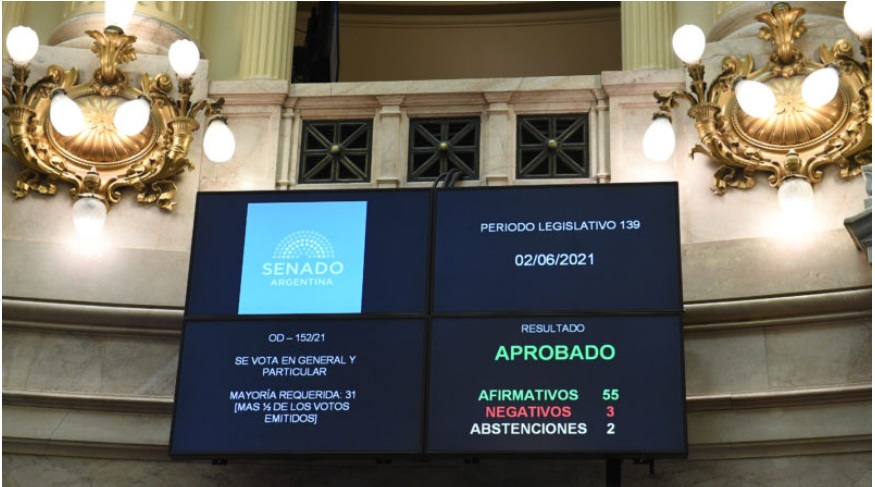 SENADO
ARGENTINA
PERIODO LEGISLATIVO 139
02/06/2021
OD – 152/21
SE VOTA EN GENERAL Y
PARTICULAR
MAYORÍA REQUERIDA: 31
[MAS ½ DE LOS VOTOS
EMITIDOS]
RESULTADO
APROBADO
AFIRMATIVOS 55
NEGATIVOS 3
ABSTENCIONES 2